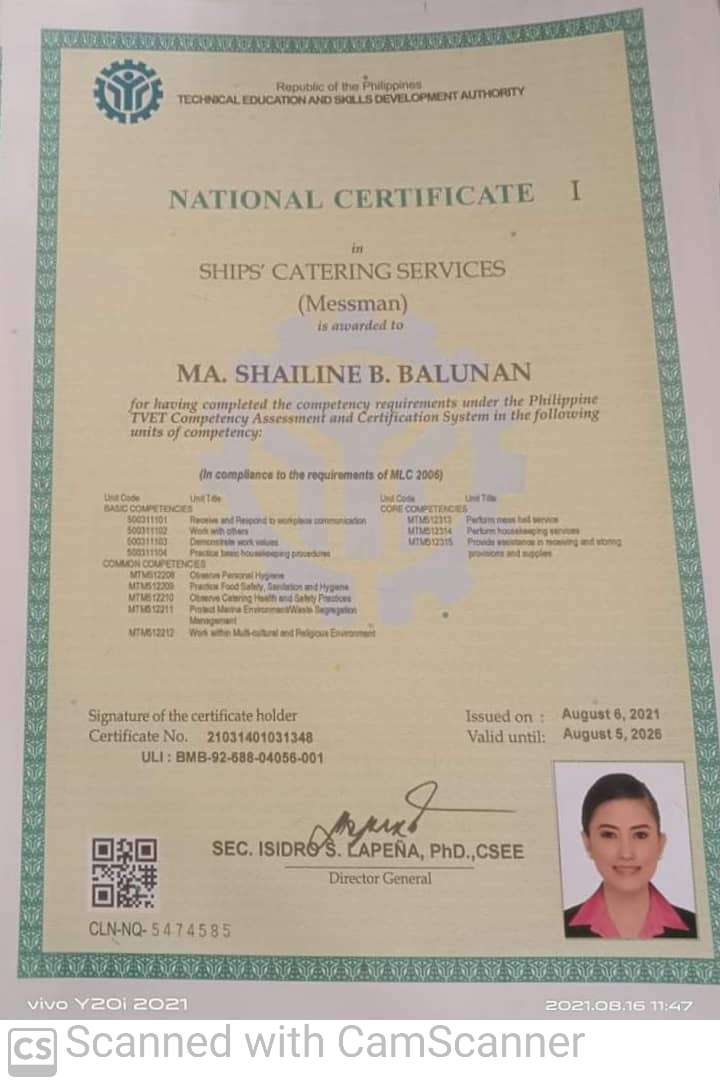 Republic of the Philippines
TECHNICAL EDUCATION AND SKILLS DEVELOPMENT AUTHORITY
NATIONAL CERTIFICATE I
in
SHIPS' CATERING SERVICES
(Messman)
is awarded to
MA. SHAILINE B. BALUNAN
for having completed the competency requirements under the Philippine
TVET Competency Assessment and Certification System in the following
units of competency:
(In compliance to the requirements of MLC 2006)
Unit Code Unit Title
BASIC COMPETENCIES
500311101 Receive and Respond to workplace communication
500311102 Work with others
500311103 Demonstrate work values
500311104 Practice basic housekeeping procedures
COMMON COMPETENCIES
MTM512208 Observe Personal Hygiene
MTM512209 Practice Food Safety, Sanitation and Hygiene
MTM512210 Observe Catering Health and Safety Practices
MTM512211 Protect Marine Environment/Waste Segregation
Management
MTM512212 Work within Multi-cultural and Religious Environment
Unit Code Unit Title
CORE COMPETENCIES
MTM512313 Perform mess hall service
MTM512314 Perform housekeeping services
MTM512315 Provide assistance in receiving and storing
provisions and supplies
Signature of the certificate holder
Certificate No. 21031401031348
ULI : BMB-92-688-04056-001
Issued on : August 6, 2021
Valid until: August 5, 2026
SEC. ISIDRO S. LAPEÑA, PhD.,CSEE
Director General
CLN-NQ- 5474585
vivo Y20i 2021
2021.08.16 11:47
CS Scanned with CamScanner